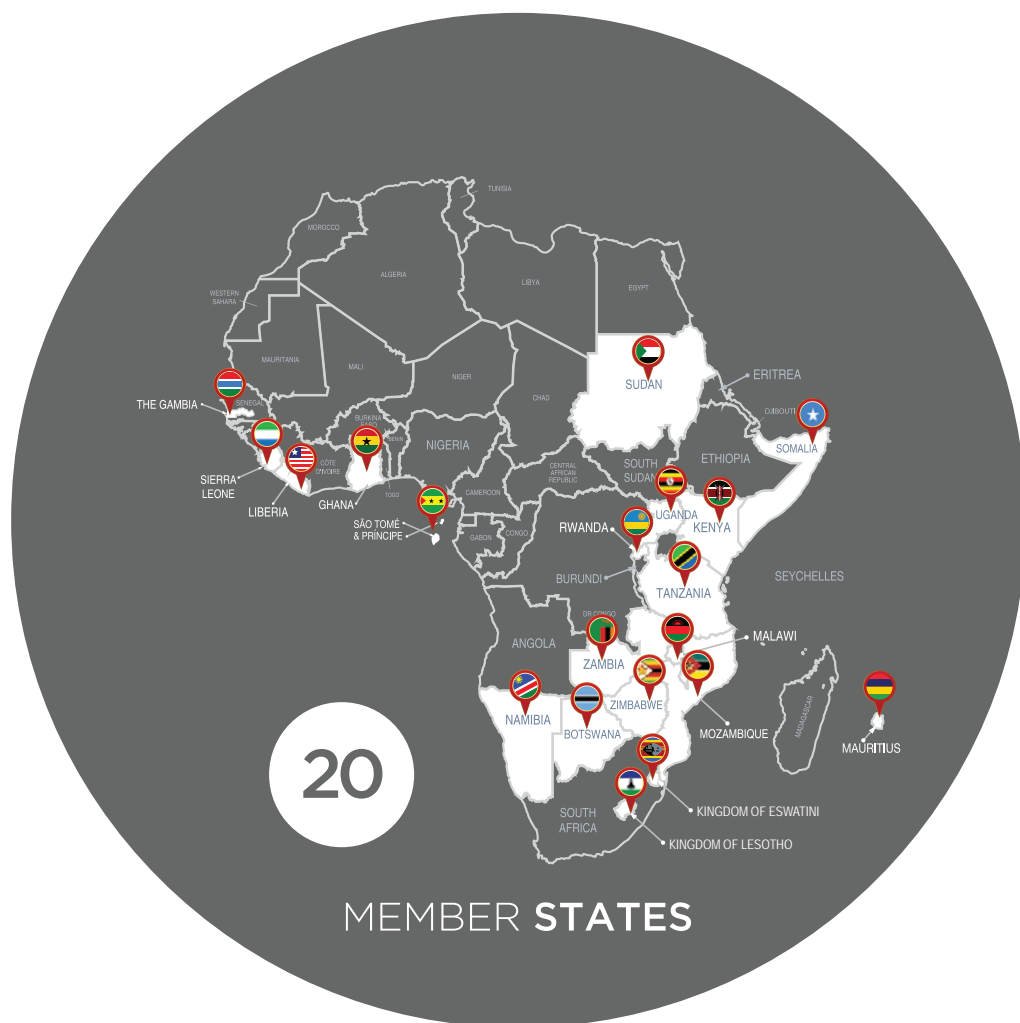 TUNISIA
MOROCCO
ALGERIA
LIBYA
EGYPT
WESTERN
SAHARA
MAURITANIA
MALI
NIGER
CHAD
SUDAN
ERITREA
THE GAMBIA
SENEGAL
DJIBOUTI
BURKINA
FASO
BENIN
NIGERIA
SOMALIA
ETHIOPIA
SOUTH
SUDAN
CENTRAL
AFRICAN
REPUBLIC
CÔTE
D'IVOIRE
SIERRA
LEONE
LIBERIA
GHANA
TOGO
CAMEROON
UGANDA
KENYA
SÃO TOMÉ
& PRÍNCIPE
GABON
CONGO
RWANDA
BURUNDI
TANZANIA
SEYCHELLES
DR CONGO
ANGOLA
MALAWI
ZAMBIA
ZIMBABWE
MADAGASCAR
NAMIBIA
BOTSWANA
MOZAMBIQUE
MAURITIUS
20
SOUTH
AFRICA
KINGDOM OF ESWATINI
KINGDOM OF LESOTHO
MEMBER STATES